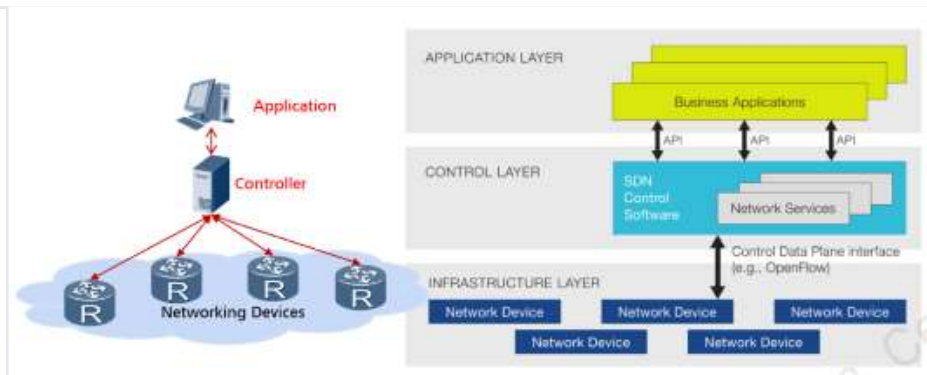 Application
Controller
R
R
R
R
Networking Devices
APPLICATION LAYER
Business Applications
API
API
API
CONTROL LAYER
SDN
Control
Software
Network Services
Control Data Plane interface
(e.g., OpenFlow)
INFRASTRUCTURE LAYER
Network Device
Network Device
Network Device
Network Device
Network Device